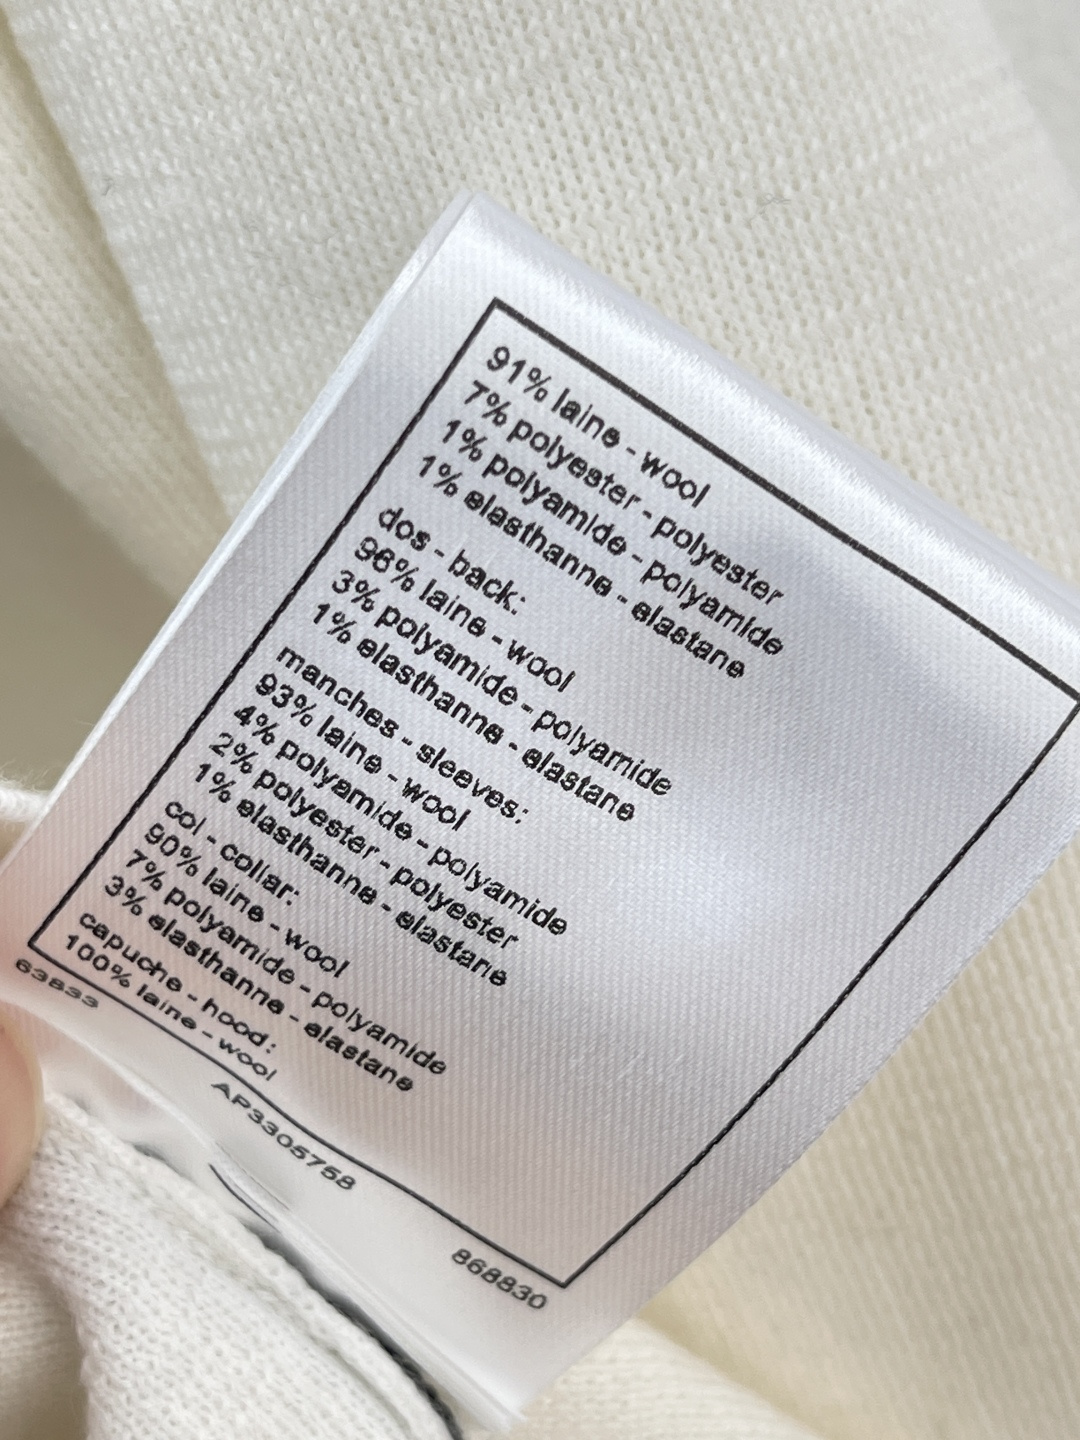 91% laine - wool
7% polyester - polyester
1% polyamide - polyamide
1% elasthanne - elastane
dos - back:
96% laine - wool
3% polyamide - polyamide
1% elasthanne - elastane
manches - sleeves:
93% laine - wool
4% polyamide - polyamide
2% polyester - polyester
1% elasthanne - elastane
col - collar:
90% laine - wool
7% polyamide - polyamide
3% elasthanne - elastane
capuche - hood:
100% laine - wool
63833
AP3305758
868830